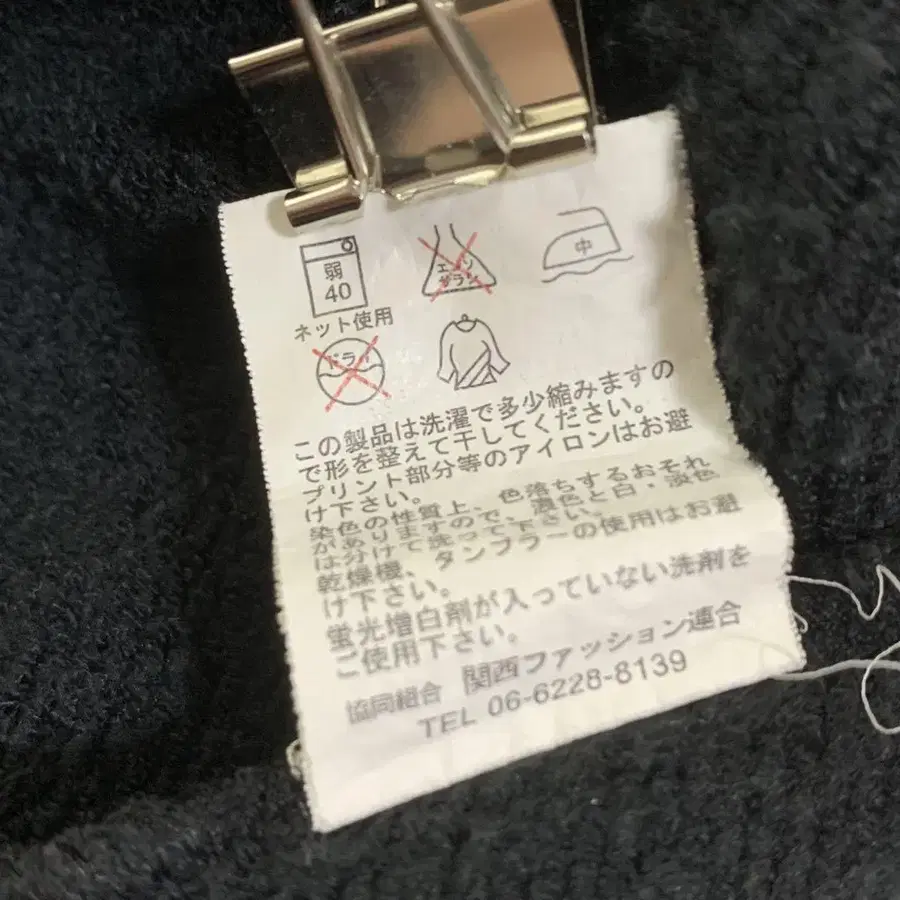 弱
40
エンソ
サラシ
中
ネット使用
ドライ
この製品は洗濯で多少縮みますの
で形を整えて干してください。
プリント部分等のアイロンはお避
け下さい。
染色の性質上、色落ちするおそれ
がありますので、濃色と白・淡色
は分けて洗って下さい。
乾燥機、タンブラーの使用はお避
け下さい。
蛍光増白剤が入っていない洗剤を
ご使用下さい。
協同組合 関西ファッション連合
TEL 06-6228-8139